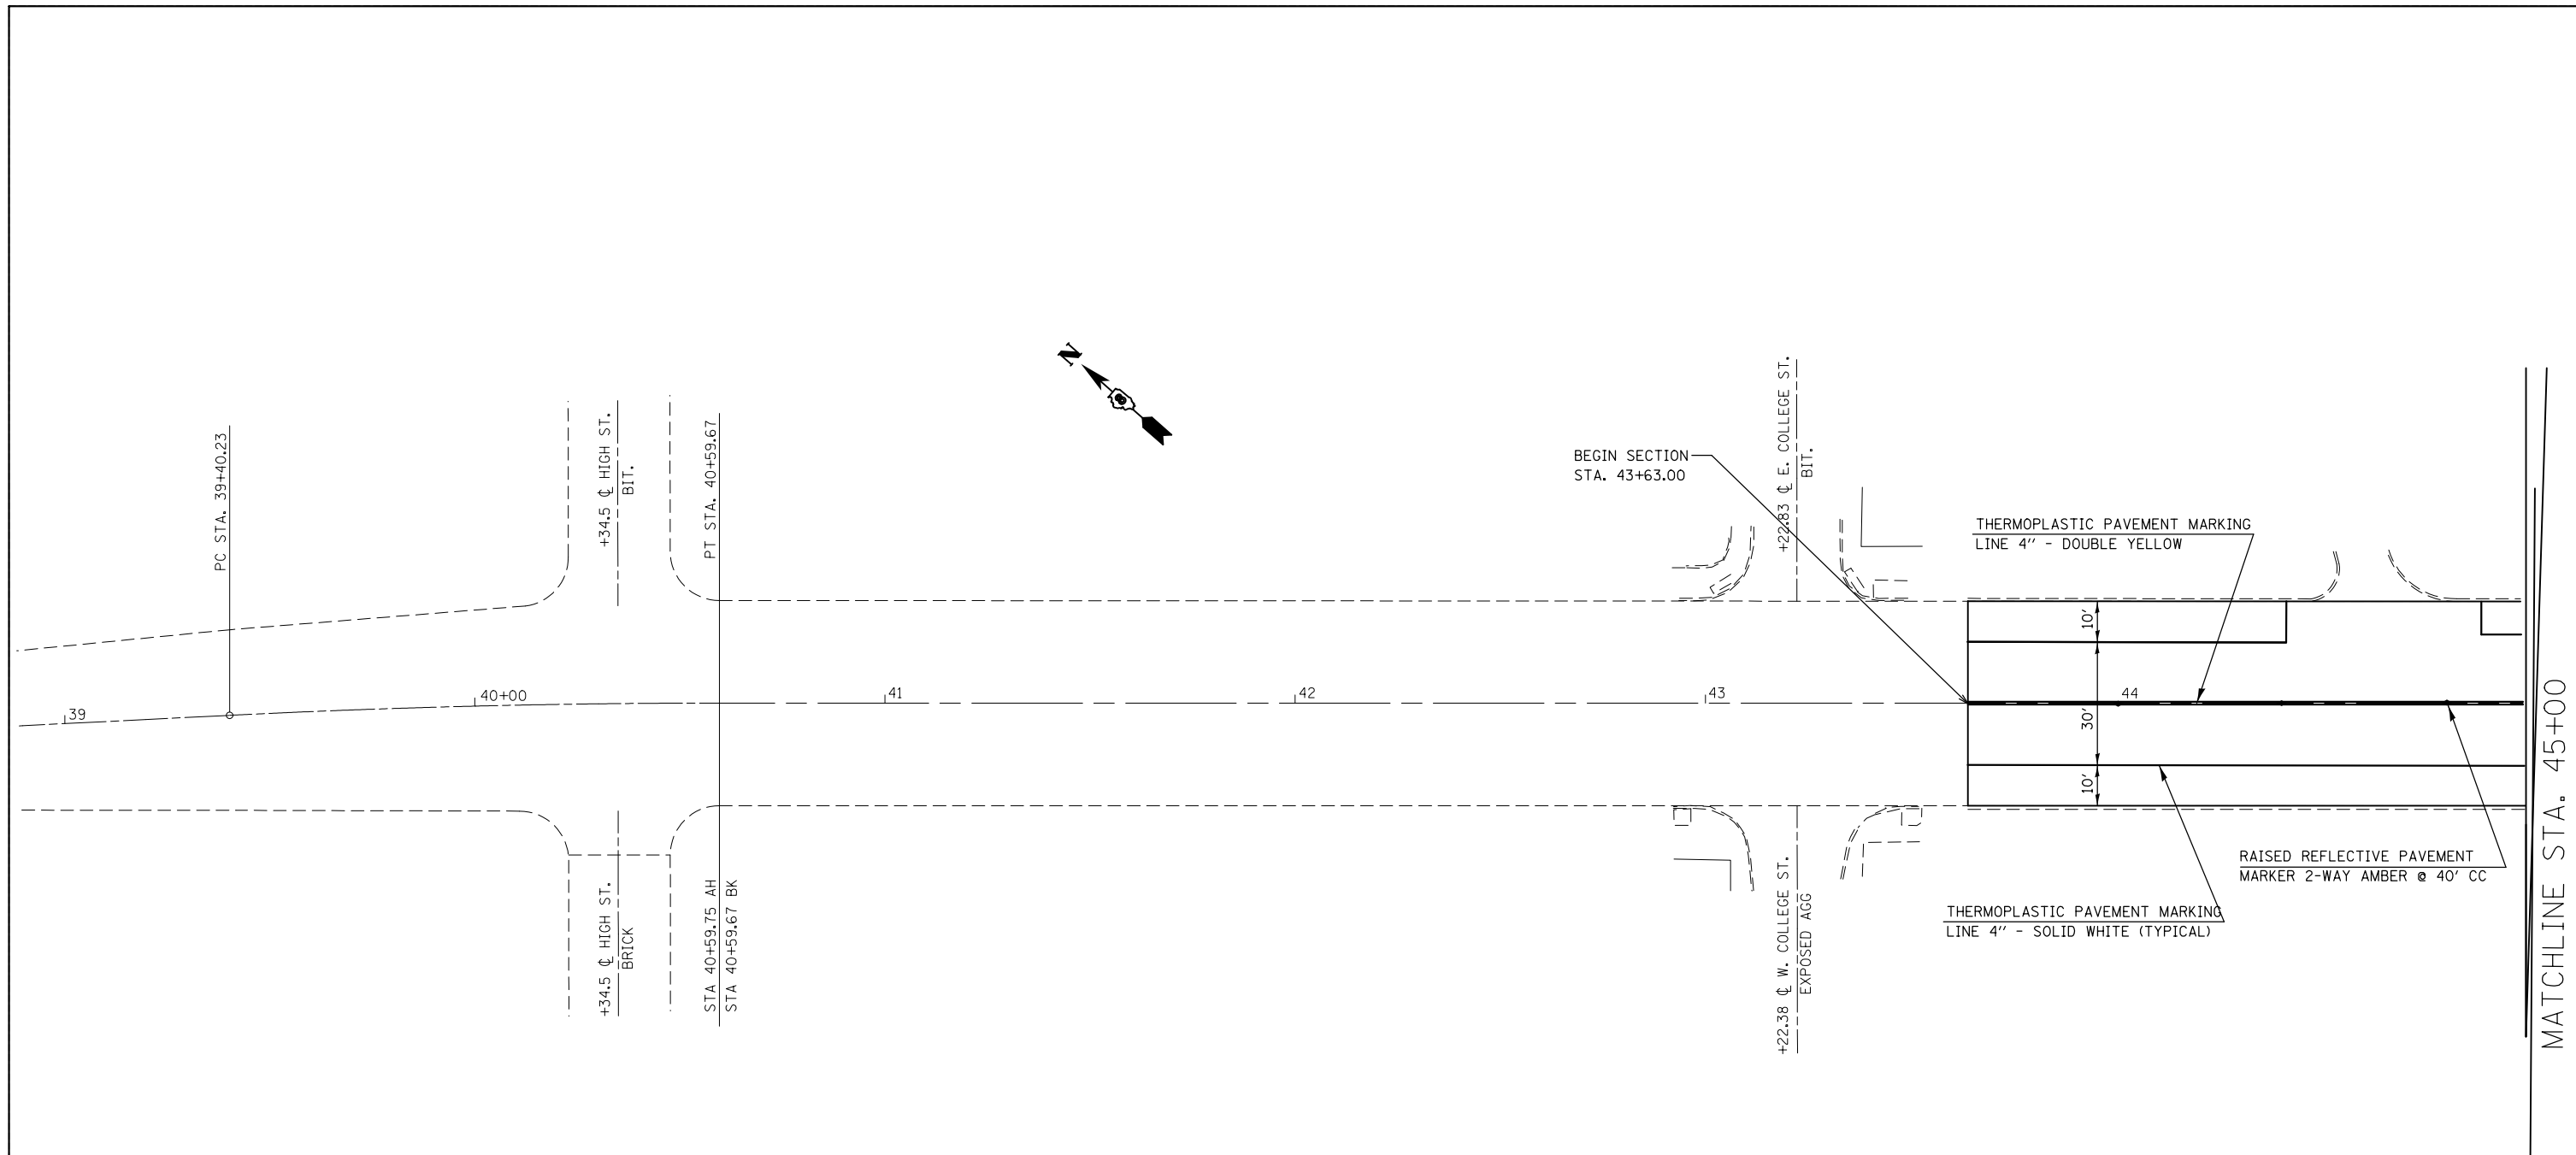 N
PC STA. 39+40.23
+34.5 ℄ HIGH ST.
BIT.
PT STA. 40+59.67
+22.83 ℄ E. COLLEGE ST.
BIT.
BEGIN SECTION
STA. 43+63.00
THERMOPLASTIC PAVEMENT MARKING
LINE 4" - DOUBLE YELLOW
10'
39
40+00
41
42
43
44
30'
10'
+34.5 ℄ HIGH ST.
BRICK
STA 40+59.75 AH
STA 40+59.67 BK
+22.38 ℄ W. COLLEGE ST.
EXPOSED AGG
RAISED REFLECTIVE PAVEMENT
MARKER 2-WAY AMBER @ 40' CC
THERMOPLASTIC PAVEMENT MARKING
LINE 4" - SOLID WHITE (TYPICAL)
MATCHLINE STA. 45+00